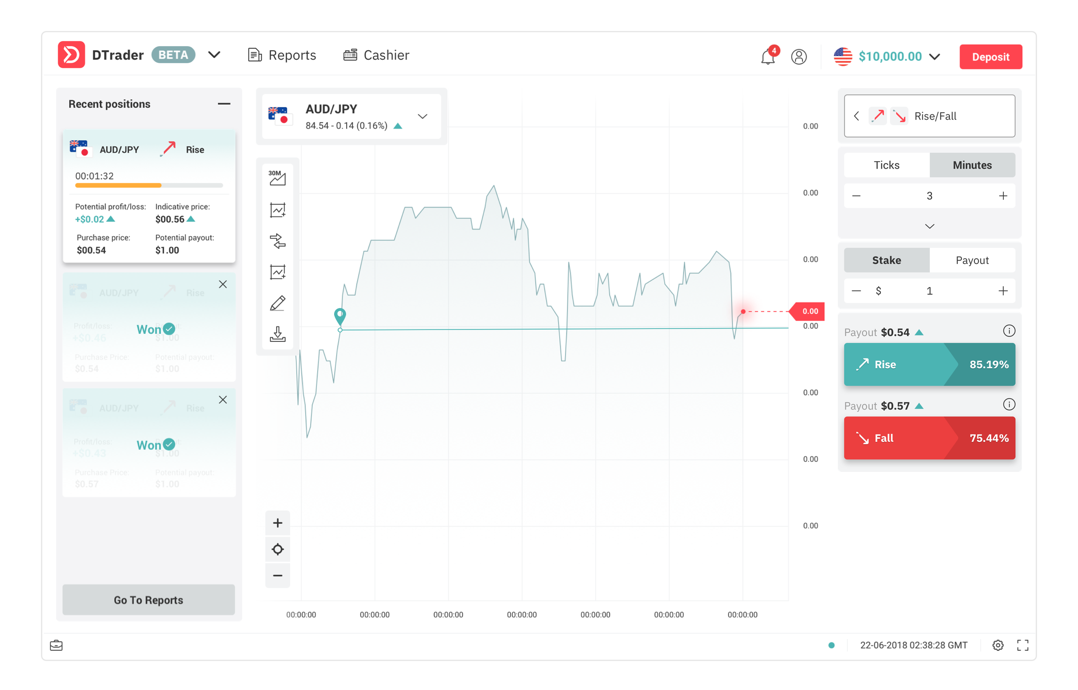 DTrader BETA
Reports
Cashier
4
$10,000.00
Deposit
Recent positions
AUD/JPY
Rise
00:01:32
Potential profit/loss:
Indicative price:
+$0.02
$00.56
Purchase price:
Potential payout:
$00.54
$1.00
AUD/JPY
Rise
Profit loss:
+$0.46
$1.00
Won
Purchase Price:
Potential payout:
$0.54
$1.00
AUD/JPY
Rise
Profit loss:
+$0.43
$1.00
Won
Purchase Price:
Potential payout:
$0.57
$1.00
Go To Reports
AUD/JPY
84.54 - 0.14 (0.16%)
30M
0.00
0.00
0.00
0.00
0.00
0.00
0.00
00:00:00
00:00:00
00:00:00
00:00:00
00:00:00
00:00:00
00:00:00
Rise/Fall
Ticks
Minutes
3
Stake
Payout
$
1
Payout $0.54
Rise
85.19%
Payout $0.57
Fall
75.44%
22-06-2018 02:38:28 GMT